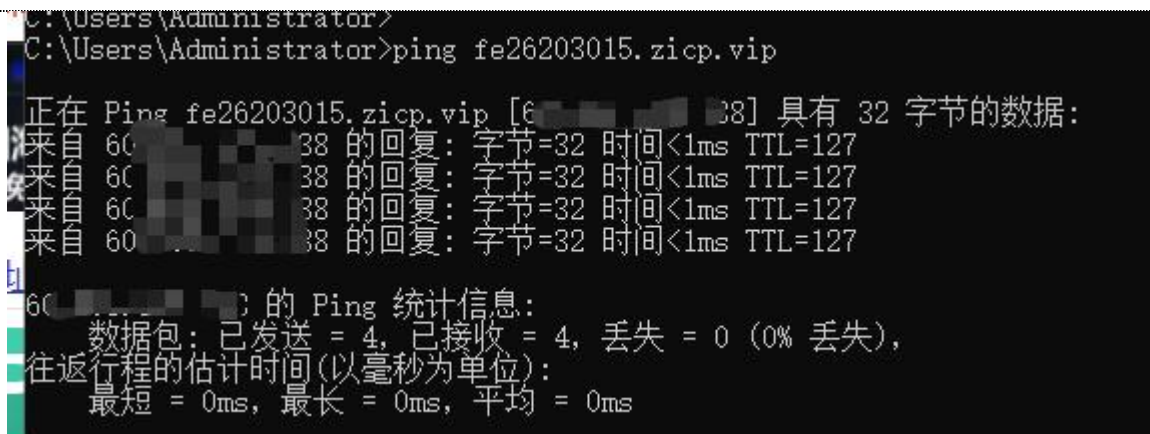 C:\Users\Administrator>
C:\Users\Administrator>ping fe26203015.zicp.vip
正在 Ping fe26203015.zicp.vip [6 38] 具有 32 字节的数据:
来自 60 38 的回复: 字节=32 时间<1ms TTL=127
来自 60 38 的回复: 字节=32 时间<1ms TTL=127
来自 60 38 的回复: 字节=32 时间<1ms TTL=127
来自 60 38 的回复: 字节=32 时间<1ms TTL=127
60 的 Ping 统计信息:
数据包: 已发送 = 4, 已接收 = 4, 丢失 = 0 (0% 丢失),
往返行程的估计时间(以毫秒为单位):
最短 = 0ms, 最长 = 0ms, 平均 = 0ms